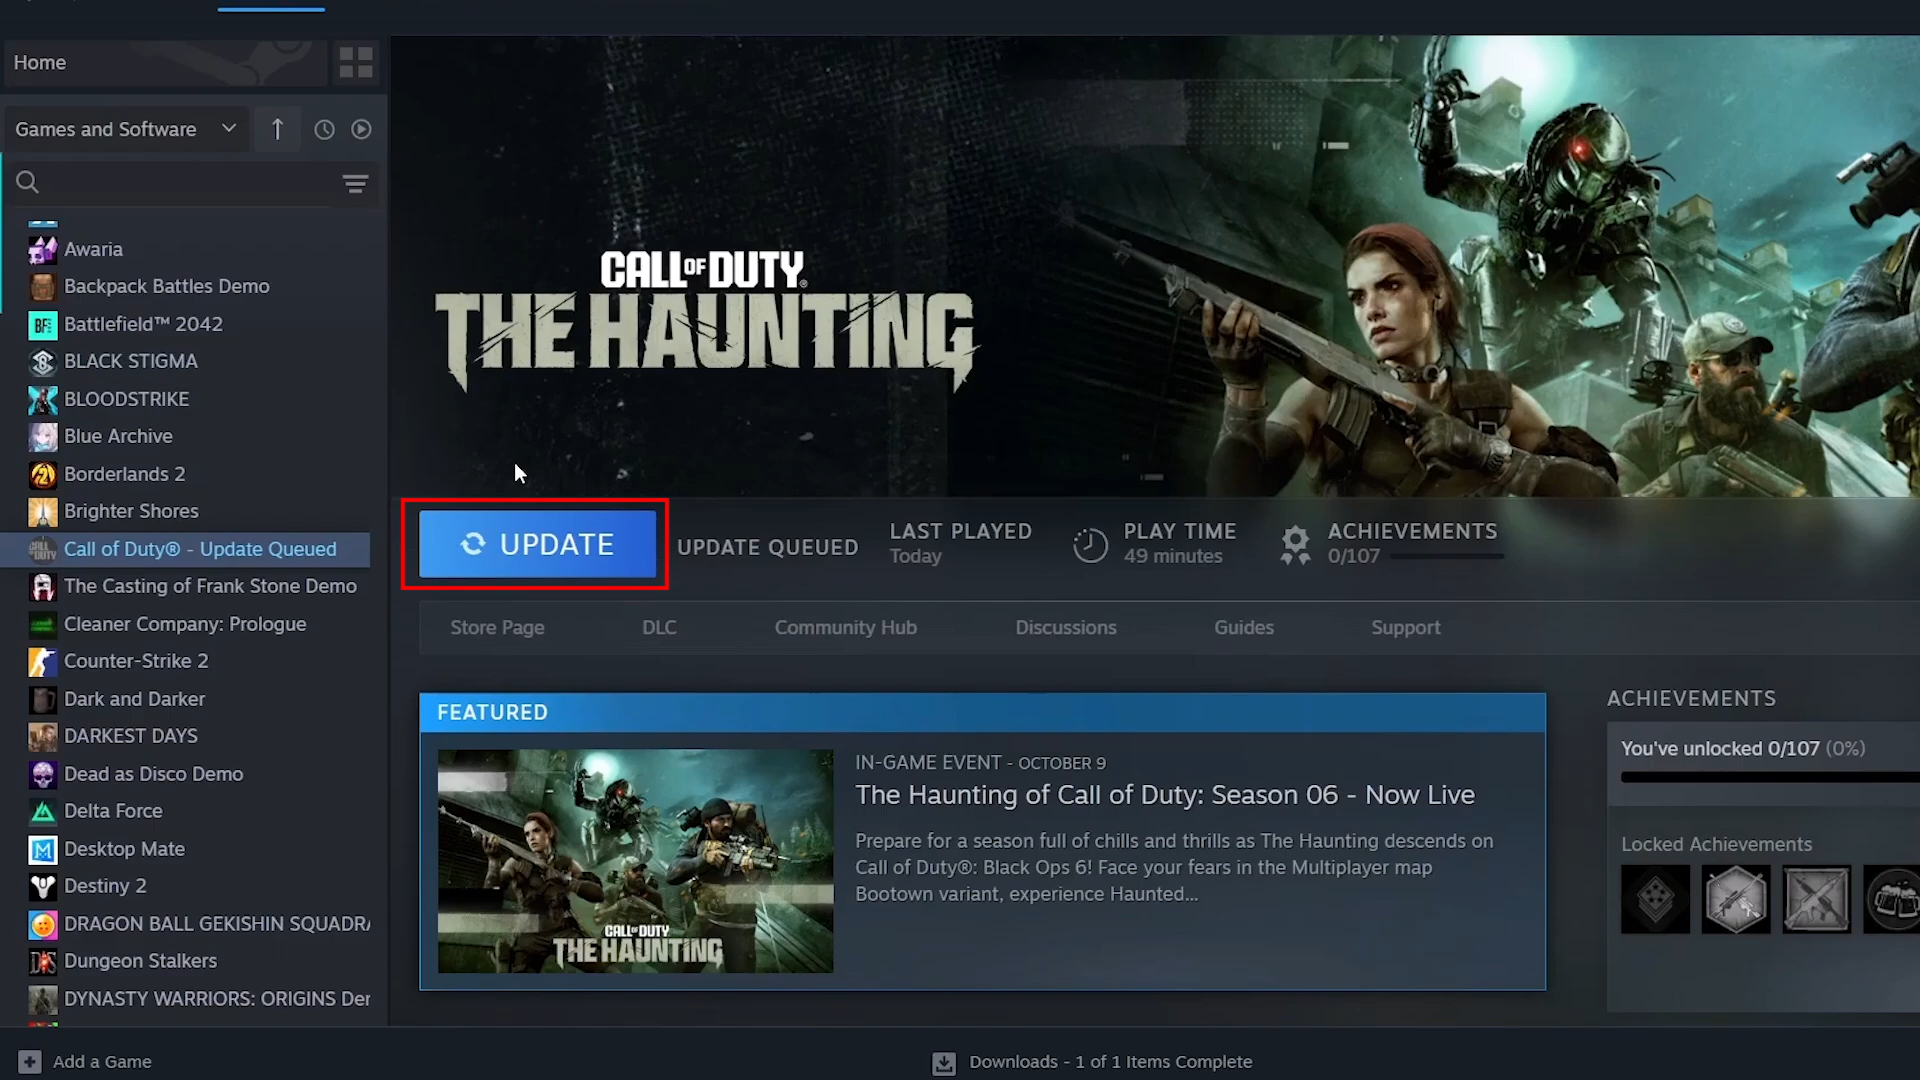 Home
Games and Software
Awaria
Backpack Battles Demo
Battlefield™ 2042
BLACK STIGMA
BLOODSTRIKE
Blue Archive
Borderlands 2
Brighter Shores
Call of Duty® - Update Queued
The Casting of Frank Stone Demo
Cleaner Company: Prologue
Counter-Strike 2
Dark and Darker
DARKEST DAYS
Dead as Disco Demo
Delta Force
Desktop Mate
Destiny 2
DRAGON BALL GEKISHIN SQUADRA
Dungeon Stalkers
DYNASTY WARRIORS: ORIGINS Der
Add a Game
CALL OF DUTY®
THE HAUNTING
UPDATE
UPDATE QUEUED
LAST PLAYED
Today
PLAY TIME
49 minutes
ACHIEVEMENTS
0/107
Store Page
DLC
Community Hub
Discussions
Guides
Support
FEATURED
CALL OF DUTY
THE HAUNTING
IN-GAME EVENT - OCTOBER 9
The Haunting of Call of Duty: Season 06 - Now Live
Prepare for a season full of chills and thrills as The Haunting descends on
Call of Duty®: Black Ops 6! Face your fears in the Multiplayer map
Bootown variant, experience Haunted...
ACHIEVEMENTS
You've unlocked 0/107 (0%)
Locked Achievements
Downloads - 1 of 1 Items Complete